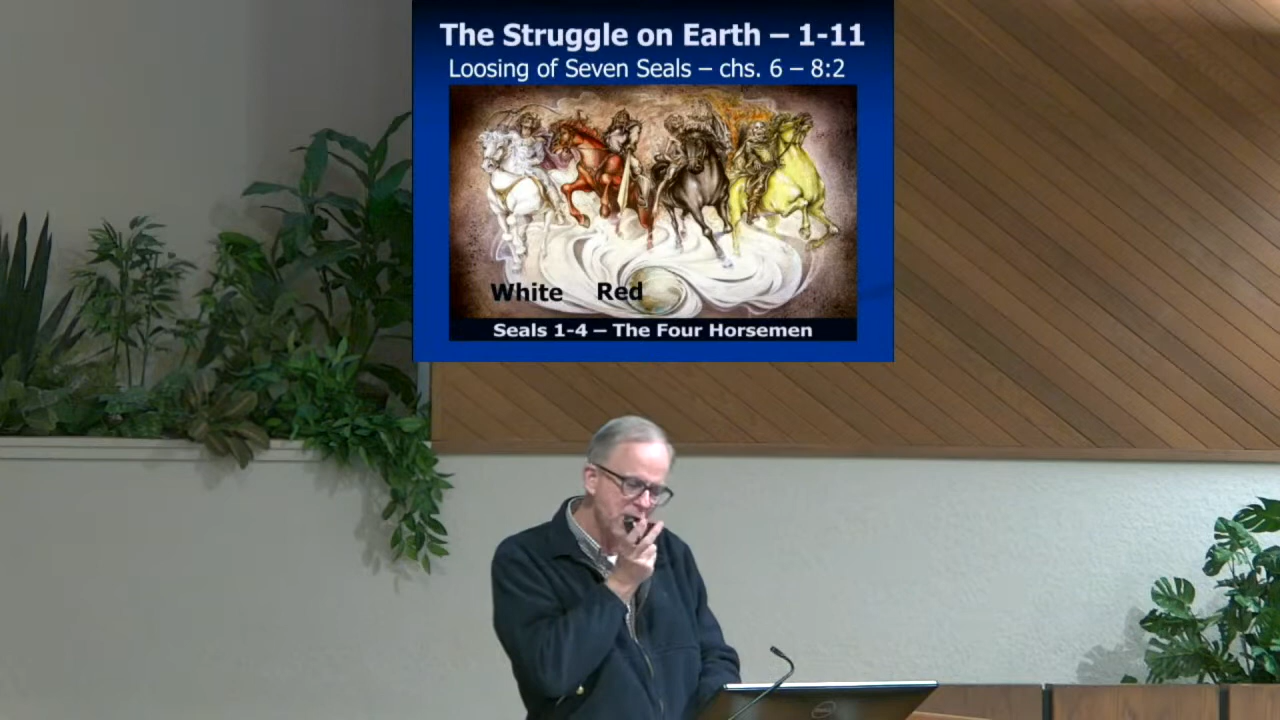 The Struggle on Earth – 1-11
Loosing of Seven Seals – chs. 6 – 8:2
White Red
Seals 1-4 – The Four Horsemen